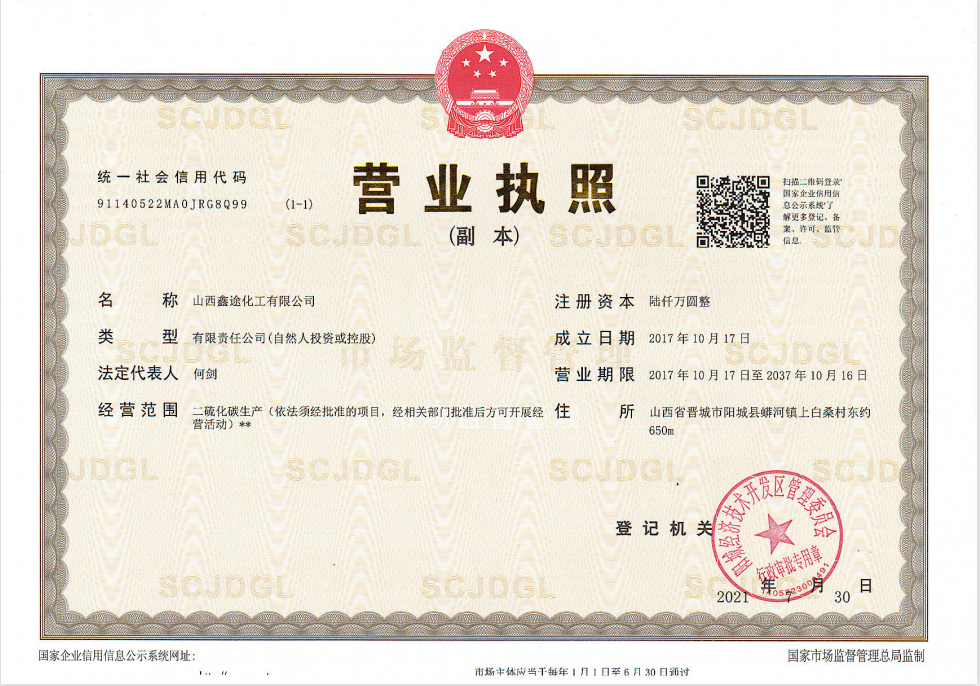 统一社会信用代码
91140522MA0JRG8Q99 (1-1)
营业执照
(副 本)
扫描二维码登录“
国家企业信用信
息公示系统”了
解更多登记、备
案、许可、监管
信息.
名 称 山西鑫途化工有限公司
类 型 有限责任公司(自然人投资或控股)
法定代表人 何剑
经营范围 二硫化碳生产（依法须经批准的项目，经相关部门批准后方可开展经
营活动）**
注册资本 陆仟万圆整
成立日期 2017 年 10 月 17 日
营业期限 2017 年 10 月 17 日至 2037 年 10 月 16 日
住 所 山西省晋城市阳城县蟒河镇上白桑村东约
650m
登记机关
阳城经济技术开发区管理委员会
行政审批专用章
2021 年 7 月 30 日
SCJDGL
市场监督管理
国家企业信用信息公示系统网址:
市场主体应当于每年 1 月 1 日至 6 月 30 日通过
国家市场监督管理总局监制